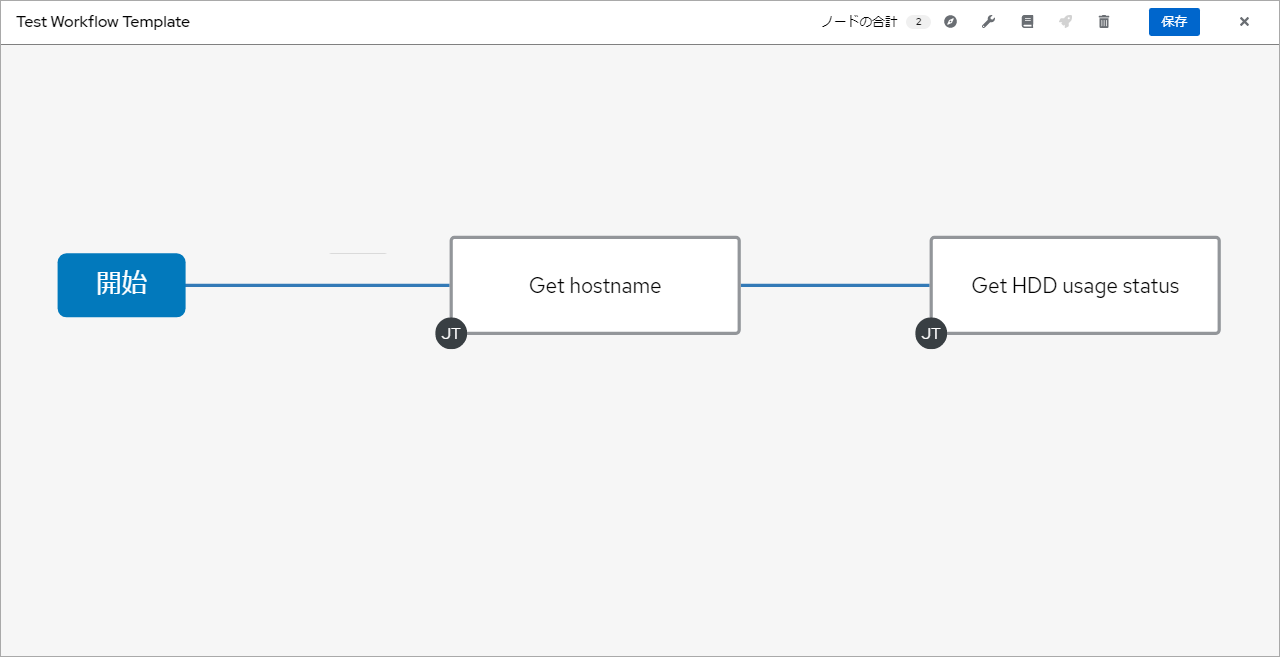 Test Workflow Template
ノードの合計 2
保存
開始
Get hostname
Get HDD usage status
JT
JT